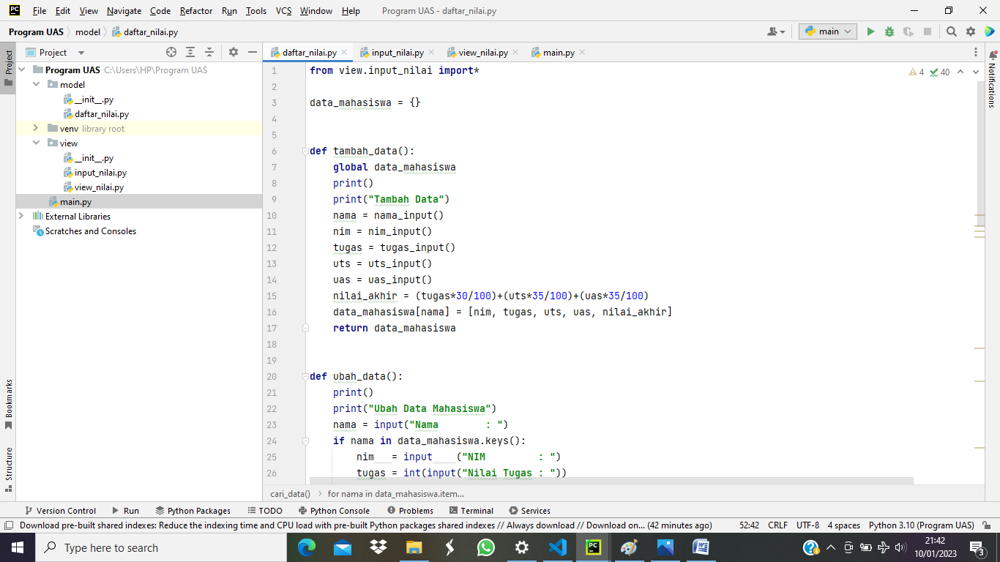 File Edit View Navigate Code Refactor Run Tools VCS Window Help Program UAS - daftar_nilai.py
Program UAS model daftar_nilai.py main
Project
Project
Program UAS C:\Users\HP\Program UAS
model
__init__.py
daftar_nilai.py
venv library root
view
__init__.py
input_nilai.py
view_nilai.py
main.py
External Libraries
Scratches and Consoles
Bookmarks
Structure
daftar_nilai.py input_nilai.py view_nilai.py main.py
4 40
1 from view.input_nilai import*
2
3 data_mahasiswa = {}
4
5
6 def tambah_data():
7 global data_mahasiswa
8 print()
9 print("Tambah Data")
10 nama = nama_input()
11 nim = nim_input()
12 tugas = tugas_input()
13 uts = uts_input()
14 uas = uas_input()
15 nilai_akhir = (tugas*30/100)+(uts*35/100)+(uas*35/100)
16 data_mahasiswa[nama] = [nim, tugas, uts, uas, nilai_akhir]
17 return data_mahasiswa
18
19
20 def ubah_data():
21 print()
22 print("Ubah Data Mahasiswa")
23 nama = input("Nama        : ")
24 if nama in data_mahasiswa.keys():
25 nim   = input    ("NIM         : ")
26 tugas = int(input("Nilai Tugas : "))
Notifications
cari_data() for nama in data_mahasiswa.item...
Version Control Run Python Packages TODO Python Console Problems Terminal Services
Download pre-built shared indexes: Reduce the indexing time and CPU load with pre-built Python packages shared indexes // Always download // Download on... (42 minutes ago) 52:42 CRLF UTF-8 4 spaces Python 3.10 (Program UAS)
Type here to search
21:42
10/01/2023
3